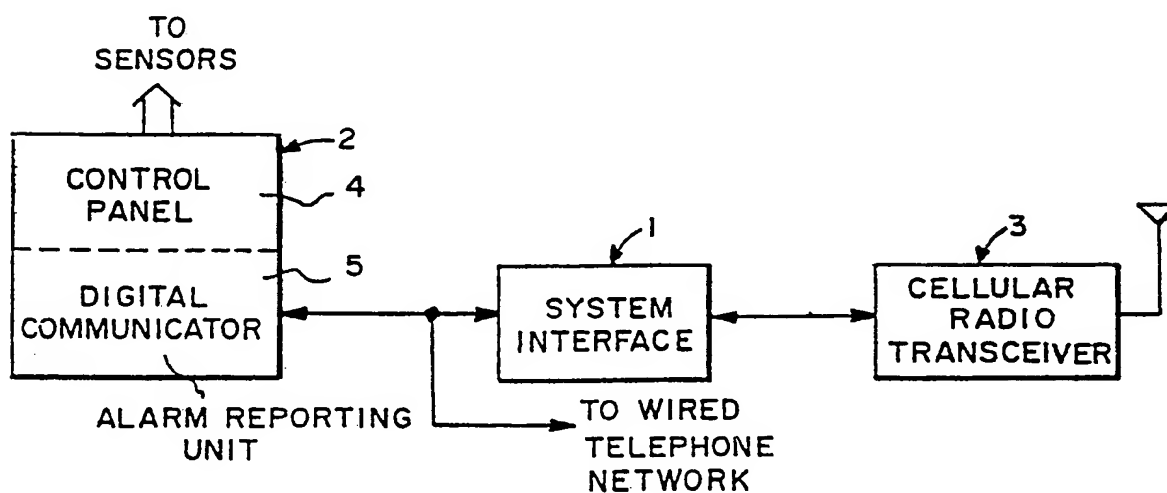 TO
SENSORS
2
CONTROL
PANEL
4
5
DIGITAL
COMMUNICATOR
ALARM REPORTING
UNIT
1
SYSTEM
INTERFACE
TO WIRED
TELEPHONE
NETWORK
3
CELLULAR
RADIO
TRANSCEIVER